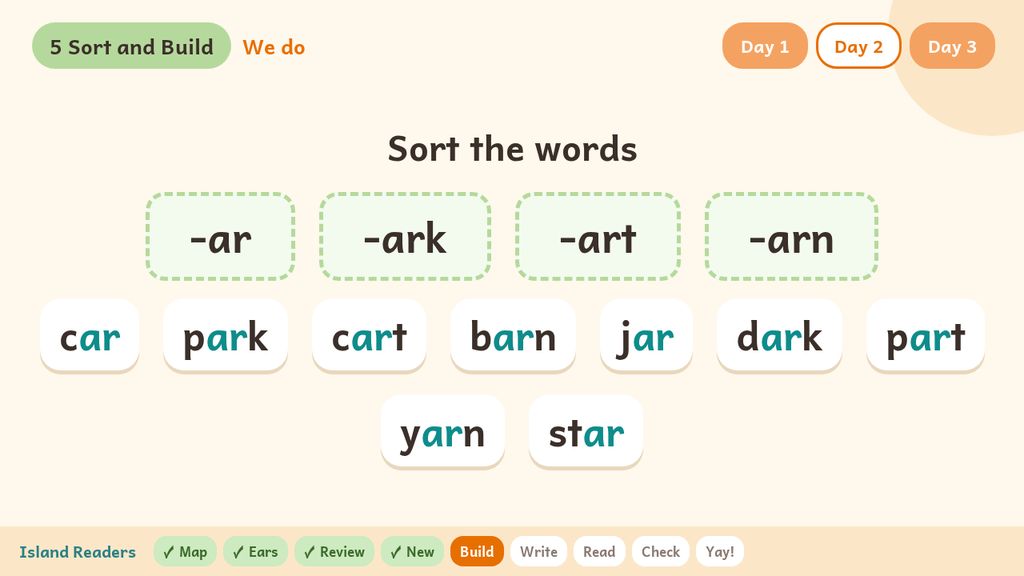 5 Sort and Build We do Day 1 Day 2 Day 3
Sort the words
-ar -ark -art -arn
car park cart barn jar dark part
yarn star
Island Readers ✓ Map ✓ Ears ✓ Review ✓ New Build Write Read Check Yay!